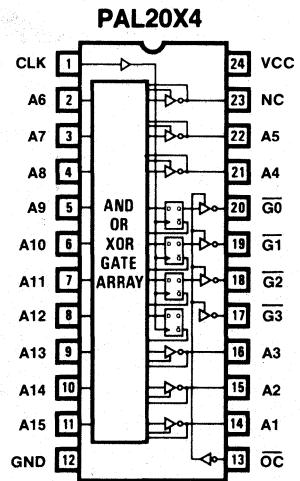 PAL20X4
CLK 1 24 VCC
A6 2 23 NC
A7 3 22 A5
A8 4 21 A4
A9 5 AND 20 G0
OR
A10 6 XOR 19 G1
GATE
A11 7 ARRAY 18 G2
A12 8 17 G3
A13 9 16 A3
A14 10 15 A2
A15 11 14 A1
GND 12 13 OC